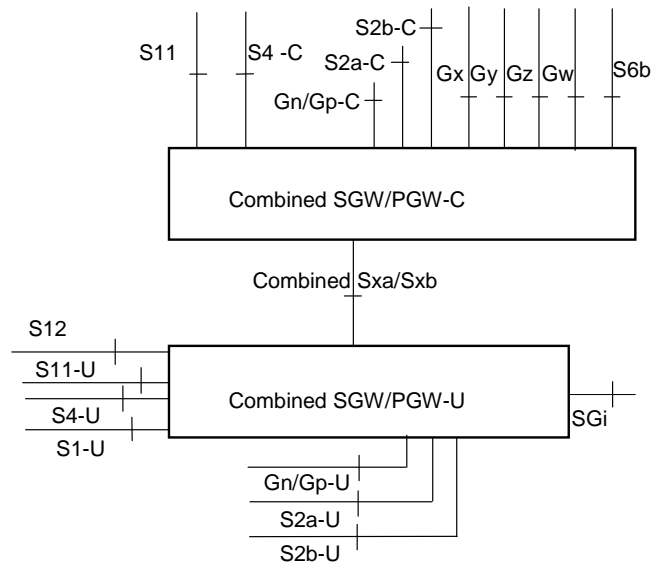 S2b-C
S11
S4 -C
S2a-C
Gx
Gy
Gz
Gw
S6b
Gn/Gp-C
Combined SGW/PGW-C
Combined Sxa/Sxb
S12
S11-U
Combined SGW/PGW-U
S4-U
SGi
S1-U
Gn/Gp-U
S2a-U
S2b-U